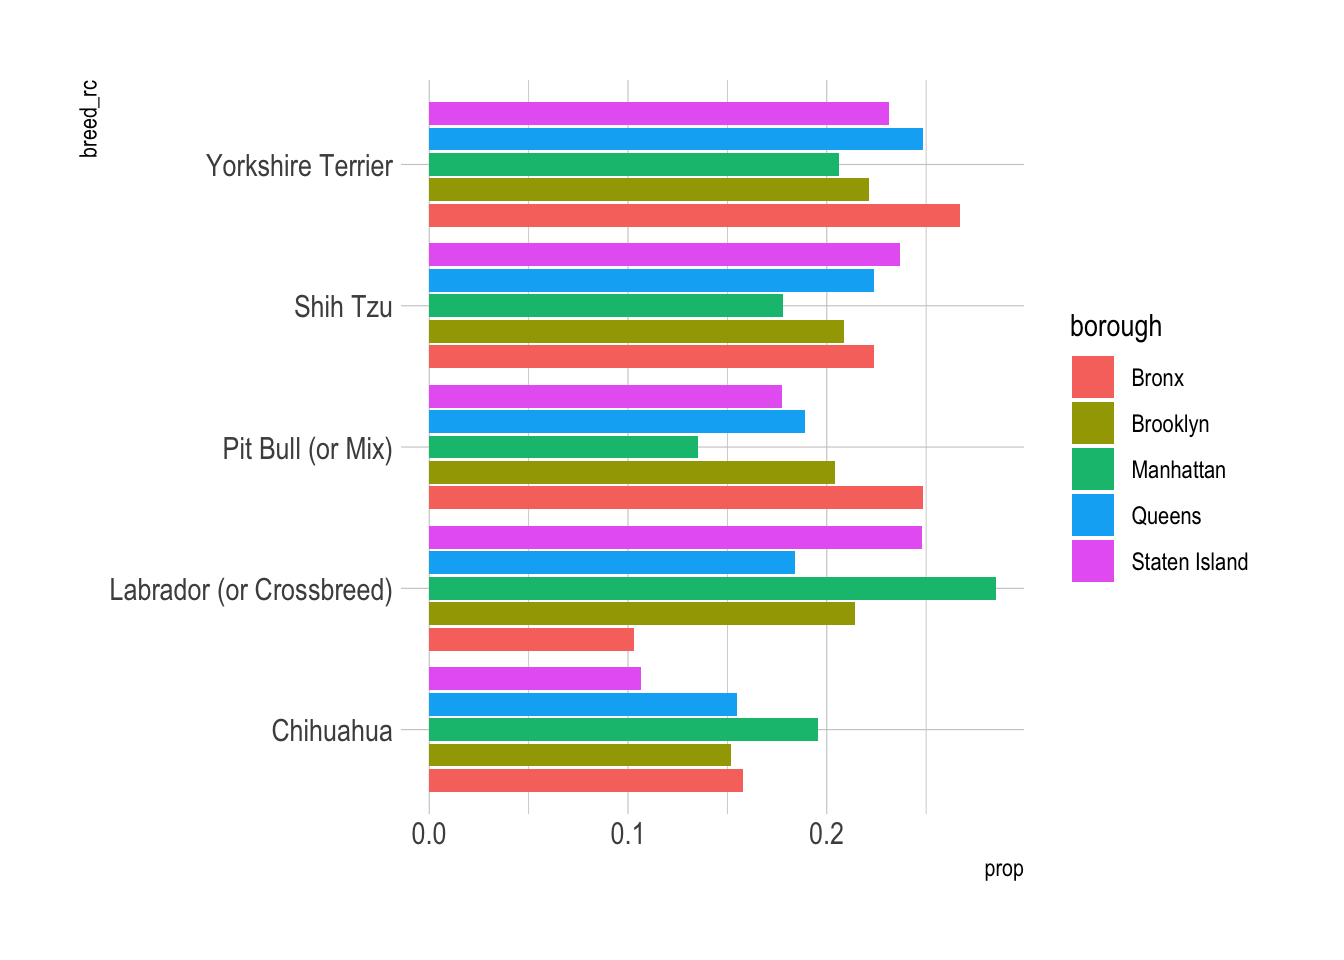 breed_rc
Yorkshire Terrier
Shih Tzu
Pit Bull (or Mix)
Labrador (or Crossbreed)
Chihuahua
0.0
0.1
0.2
prop
borough
Bronx
Brooklyn
Manhattan
Queens
Staten Island